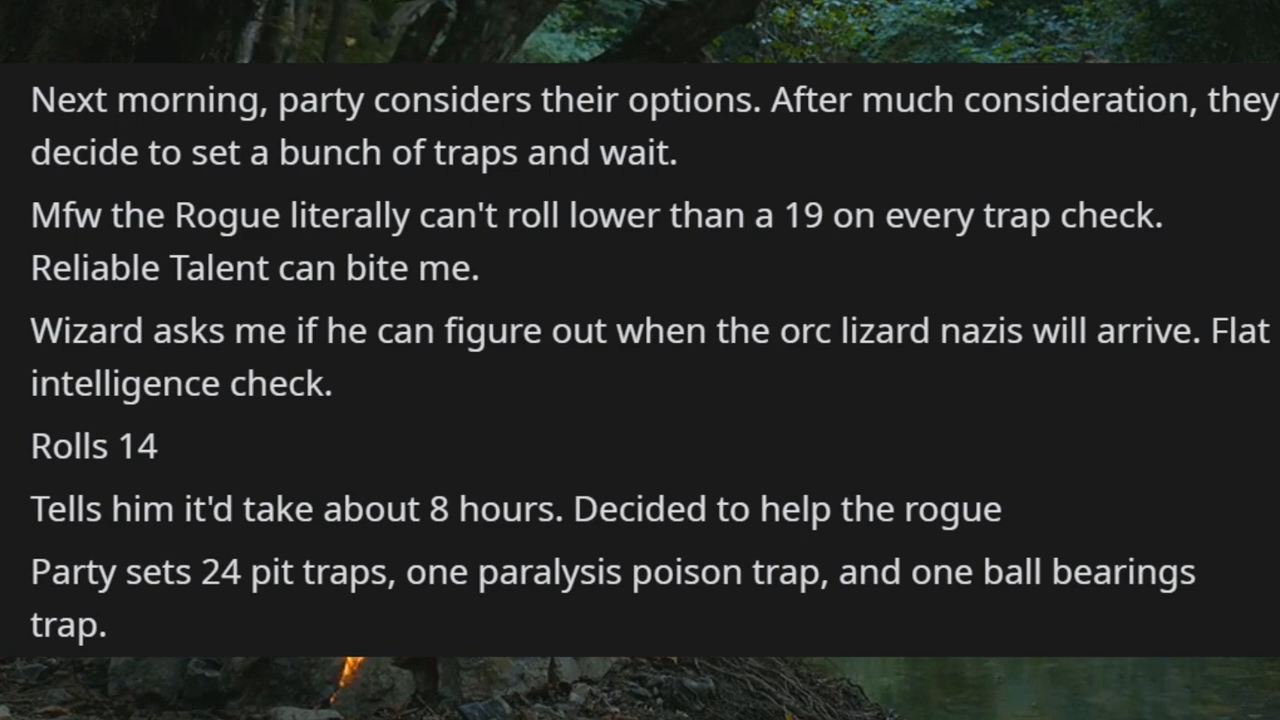 Next morning, party considers their options. After much consideration, they
decide to set a bunch of traps and wait.
Mfw the Rogue literally can't roll lower than a 19 on every trap check.
Reliable Talent can bite me.
Wizard asks me if he can figure out when the orc lizard nazis will arrive. Flat
intelligence check.
Rolls 14
Tells him it'd take about 8 hours. Decided to help the rogue
Party sets 24 pit traps, one paralysis poison trap, and one ball bearings
trap.